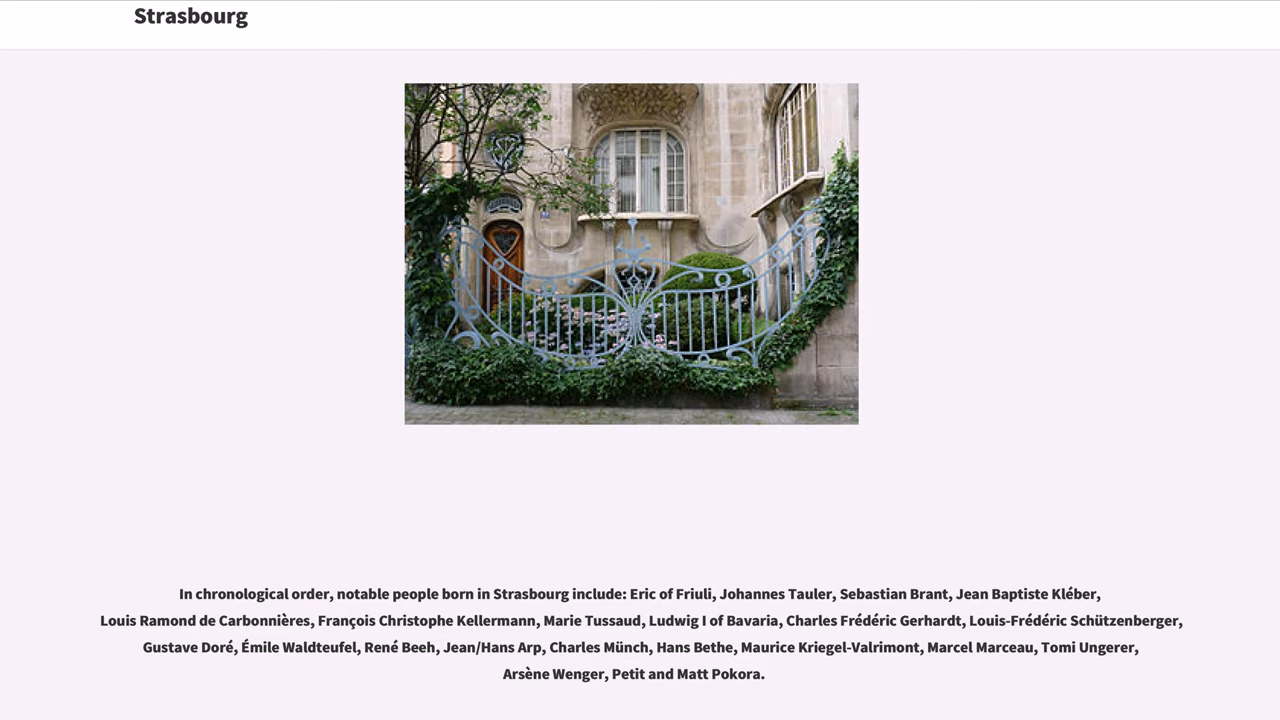 Strasbourg
In chronological order, notable people born in Strasbourg include: Eric of Friuli, Johannes Tauler, Sebastian Brant, Jean Baptiste Kléber,
Louis Ramond de Carbonnières, François Christophe Kellermann, Marie Tussaud, Ludwig I of Bavaria, Charles Frédéric Gerhardt, Louis-Frédéric Schützenberger,
Gustave Doré, Émile Waldteufel, René Beeh, Jean/Hans Arp, Charles Münch, Hans Bethe, Maurice Kriegel-Valrimont, Marcel Marceau, Tomi Ungerer,
Arsène Wenger, Petit and Matt Pokora.